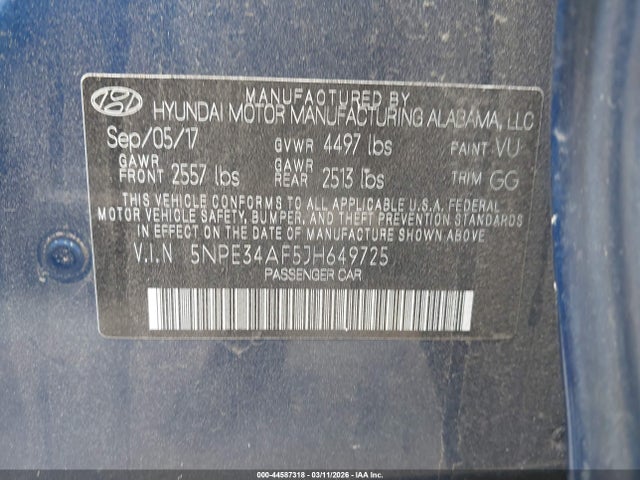 MANUFACTURED BY
HYUNDAI MOTOR MANUFACTURING ALABAMA, LLC
Sep/05/17 GVWR 4497 lbs PAINT VU
GAWR FRONT 2557 lbs GAWR REAR 2513 lbs TRIM GG
THIS VEHICLE CONFORMS TO ALL APPLICABLE U.S.A. FEDERAL
MOTOR VEHICLE SAFETY, BUMPER, AND THEFT PREVENTION STANDARDS
IN EFFECT ON THE DATE OF MANUFACTURE SHOWN ABOVE.
V.I.N 5NPE34AF5JH649725
PASSENGER CAR
000-44587318 - 03/11/2026 - IAA Inc.